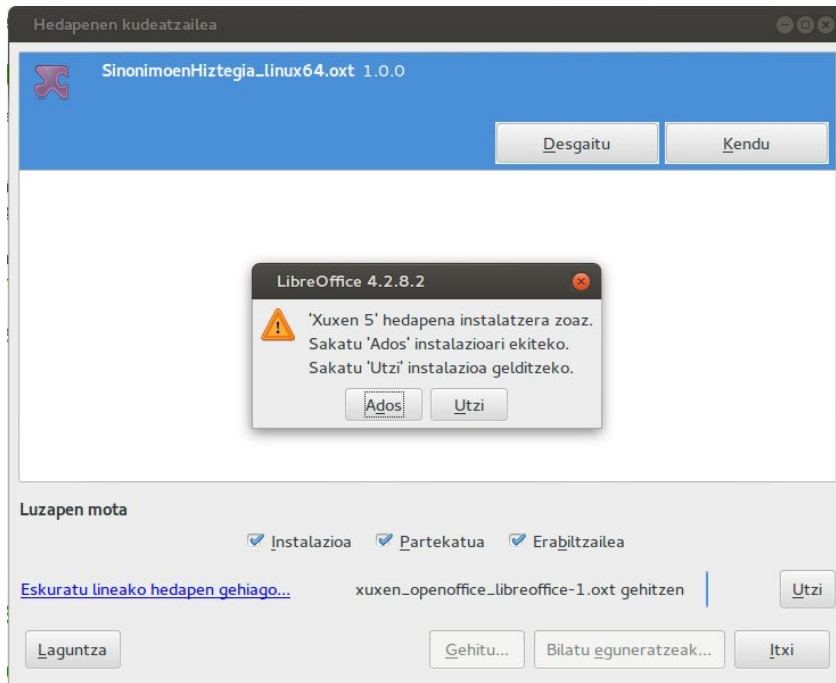 Hedapenen kudeatzailea
SinonimoenHiztegia_linux64.oxt 1.0.0
Desgaitu
Kendu
LibreOffice 4.2.8.2
'Xuxen 5' hedapena instalatzera zoaz.
Sakatu 'Ados' instalazioari ekiteko.
Sakatu 'Utzi' instalazioa gelditzeko.
Ados
Utzi
Luzapen mota
Instalazioa
Partekatua
Erabiltzailea
Eskuratu lineako hedapen gehiago...
xuxen_openoffice_libreoffice-1.oxt gehitzen
Utzi
Laguntza
Gehitu...
Bilatu eguneratzeak...
Itxi